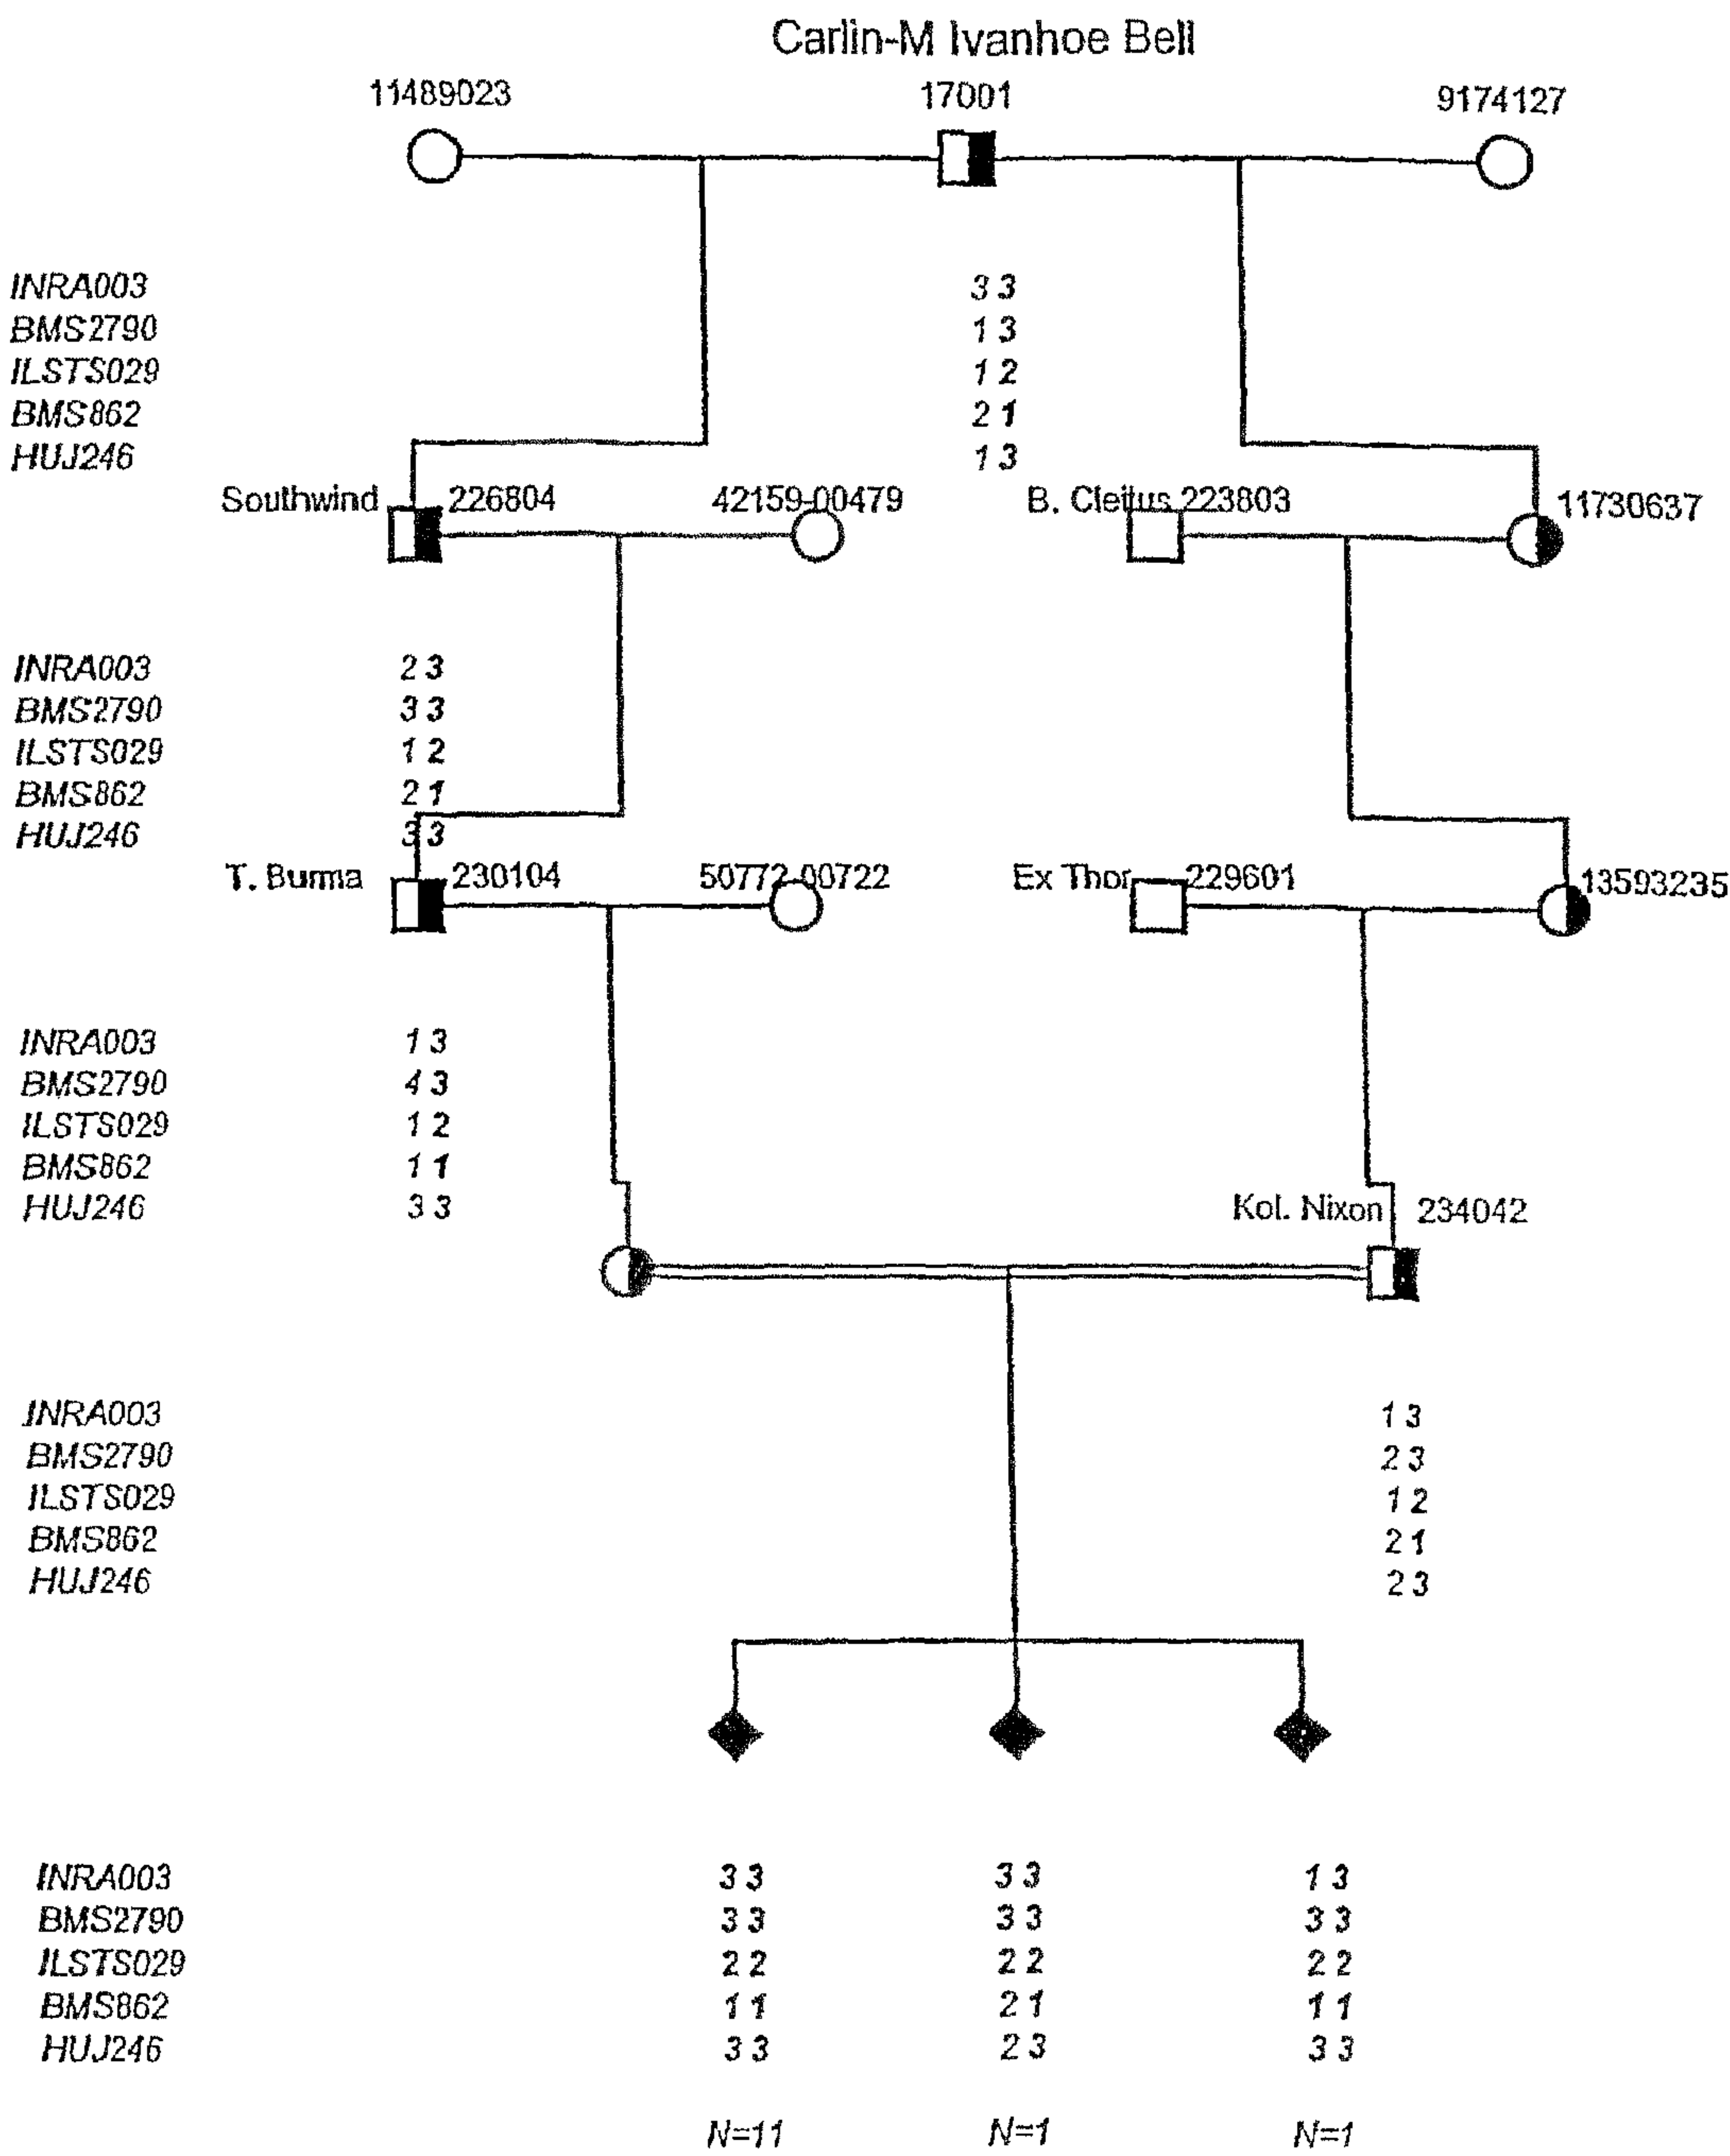 Carlin-M Ivanhoe Bell
11489023 17001 9174127
INRA003 3 3
BMS2790 1 3
ILSTS029 1 2
BMS862 2 1
HUJ246 1 3
Southwind 226804 42159-00479 B. Cleitus 223803 11730637
INRA003 2 3
BMS2790 3 3
ILSTS029 1 2
BMS862 2 1
HUJ246 3 3
T. Burma 230104 50772-00722 Ex Thor 229601 13593235
INRA003 1 3
BMS2790 4 3
ILSTS029 1 2
BMS862 1 1
HUJ246 3 3
Kol. Nixon 234042
INRA003 1 3
BMS2790 2 3
ILSTS029 1 2
BMS862 2 1
HUJ246 2 3
INRA003 3 3 3 3 1 3
BMS2790 3 3 3 3 3 3
ILSTS029 2 2 2 2 2 2
BMS862 1 1 2 1 1 1
HUJ246 3 3 2 3 3 3
N=11 N=1 N=1